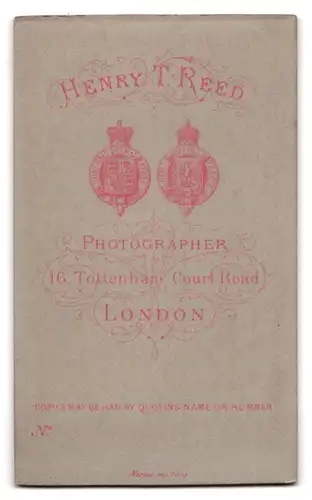 HENRY T. REED
PHOTOGRAPHER
16, Tottenham Court Road
LONDON
COPIES MAY BE HAD BY QUOTING NAME OR NUMBER
No.